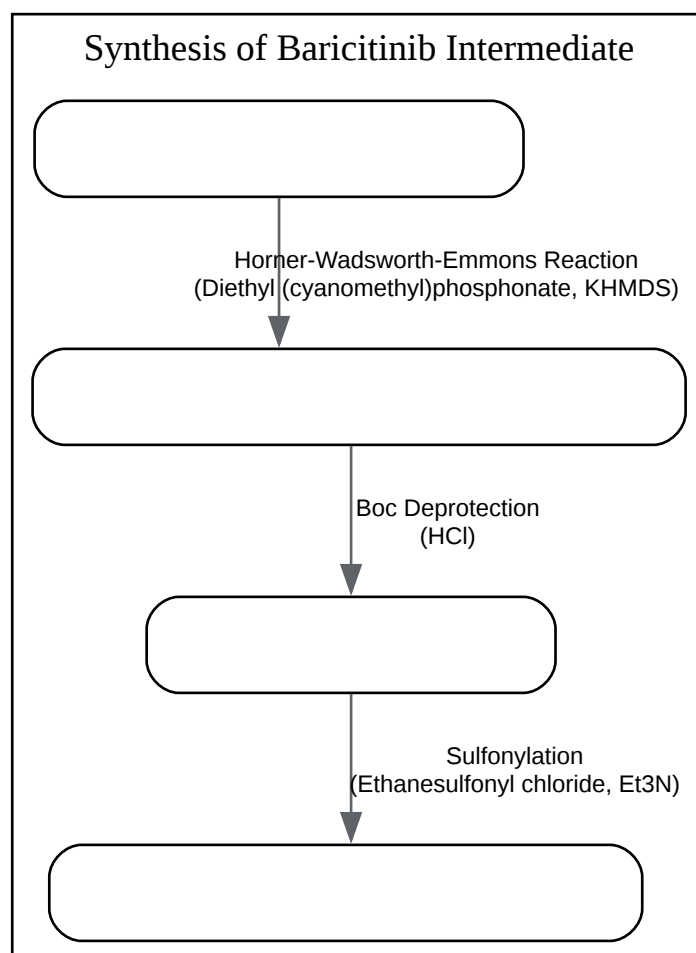 Synthesis of Baricitinib Intermediate
Horner-Wadsworth-Emmons Reaction
(Diethyl (cyanomethyl)phosphonate, KHMDS)
Boc Deprotection
(HCl)
Sulfonylation
(Ethanesulfonyl chloride, Et3N)